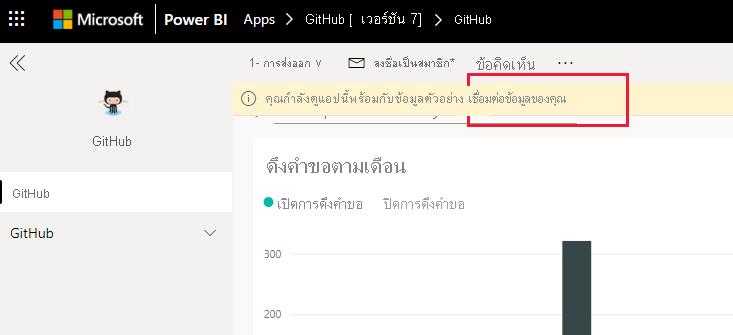 Microsoft Power BI Apps > GitHub [ เวอร์ชัน 7] > GitHub
1- การส่งออก ∨ ลงชื่อเป็นสมาชิก* ข้อคิดเห็น ...
คุณกำลังดูแอปนี้พร้อมกับข้อมูลตัวอย่าง เชื่อมต่อข้อมูลของคุณ
GitHub
GitHub
GitHub
ดึงคำขอตามเดือน
เปิดการดึงคำขอ ปิดการดึงคำขอ
300
200